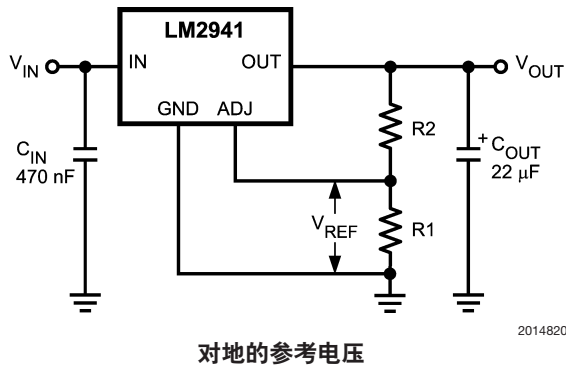 LM2941
V_IN
IN
OUT
V_OUT
GND ADJ
R2
C_IN
470 nF
+
C_OUT
22 µF
V_REF
R1
2014820
对地的参考电压